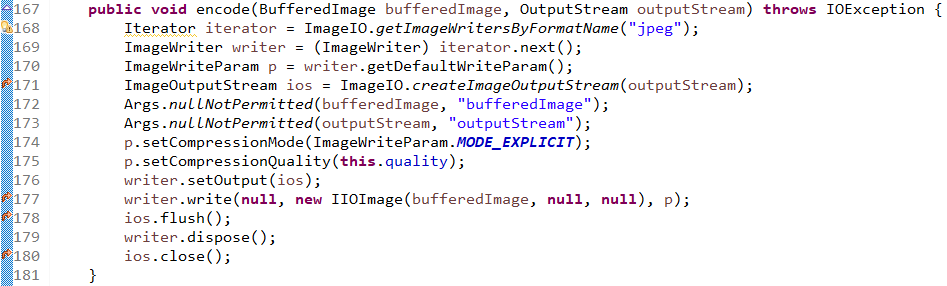 167 public void encode(BufferedImage bufferedImage, OutputStream outputStream) throws IOException {
168 Iterator iterator = ImageIO.getImageWritersByFormatName("jpeg");
169 ImageWriter writer = (ImageWriter) iterator.next();
170 ImageWriteParam p = writer.getDefaultWriteParam();
171 ImageOutputStream ios = ImageIO.createImageOutputStream(outputStream);
172 Args.nullNotPermitted(bufferedImage, "bufferedImage");
173 Args.nullNotPermitted(outputStream, "outputStream");
174 p.setCompressionMode(ImageWriteParam.MODE_EXPLICIT);
175 p.setCompressionQuality(this.quality);
176 writer.setOutput(ios);
177 writer.write(null, new IIOImage(bufferedImage, null, null), p);
178 ios.flush();
179 writer.dispose();
180 ios.close();
181 }